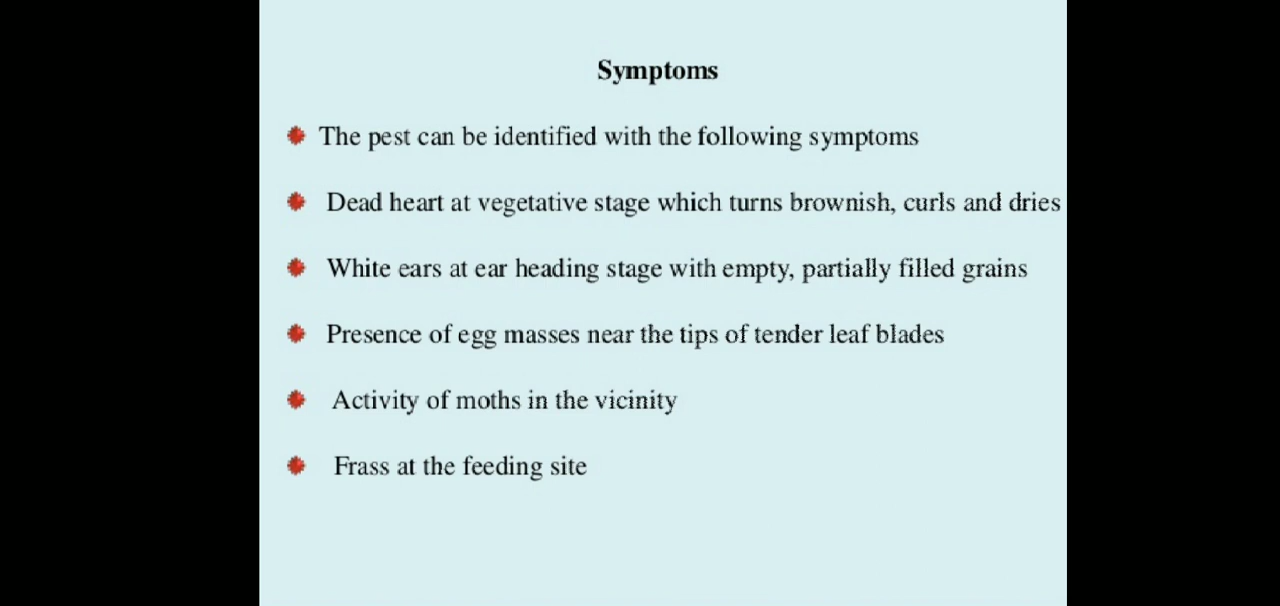 Symptoms
The pest can be identified with the following symptoms
Dead heart at vegetative stage which turns brownish, curls and dries
White ears at ear heading stage with empty, partially filled grains
Presence of egg masses near the tips of tender leaf blades
Activity of moths in the vicinity
Frass at the feeding site